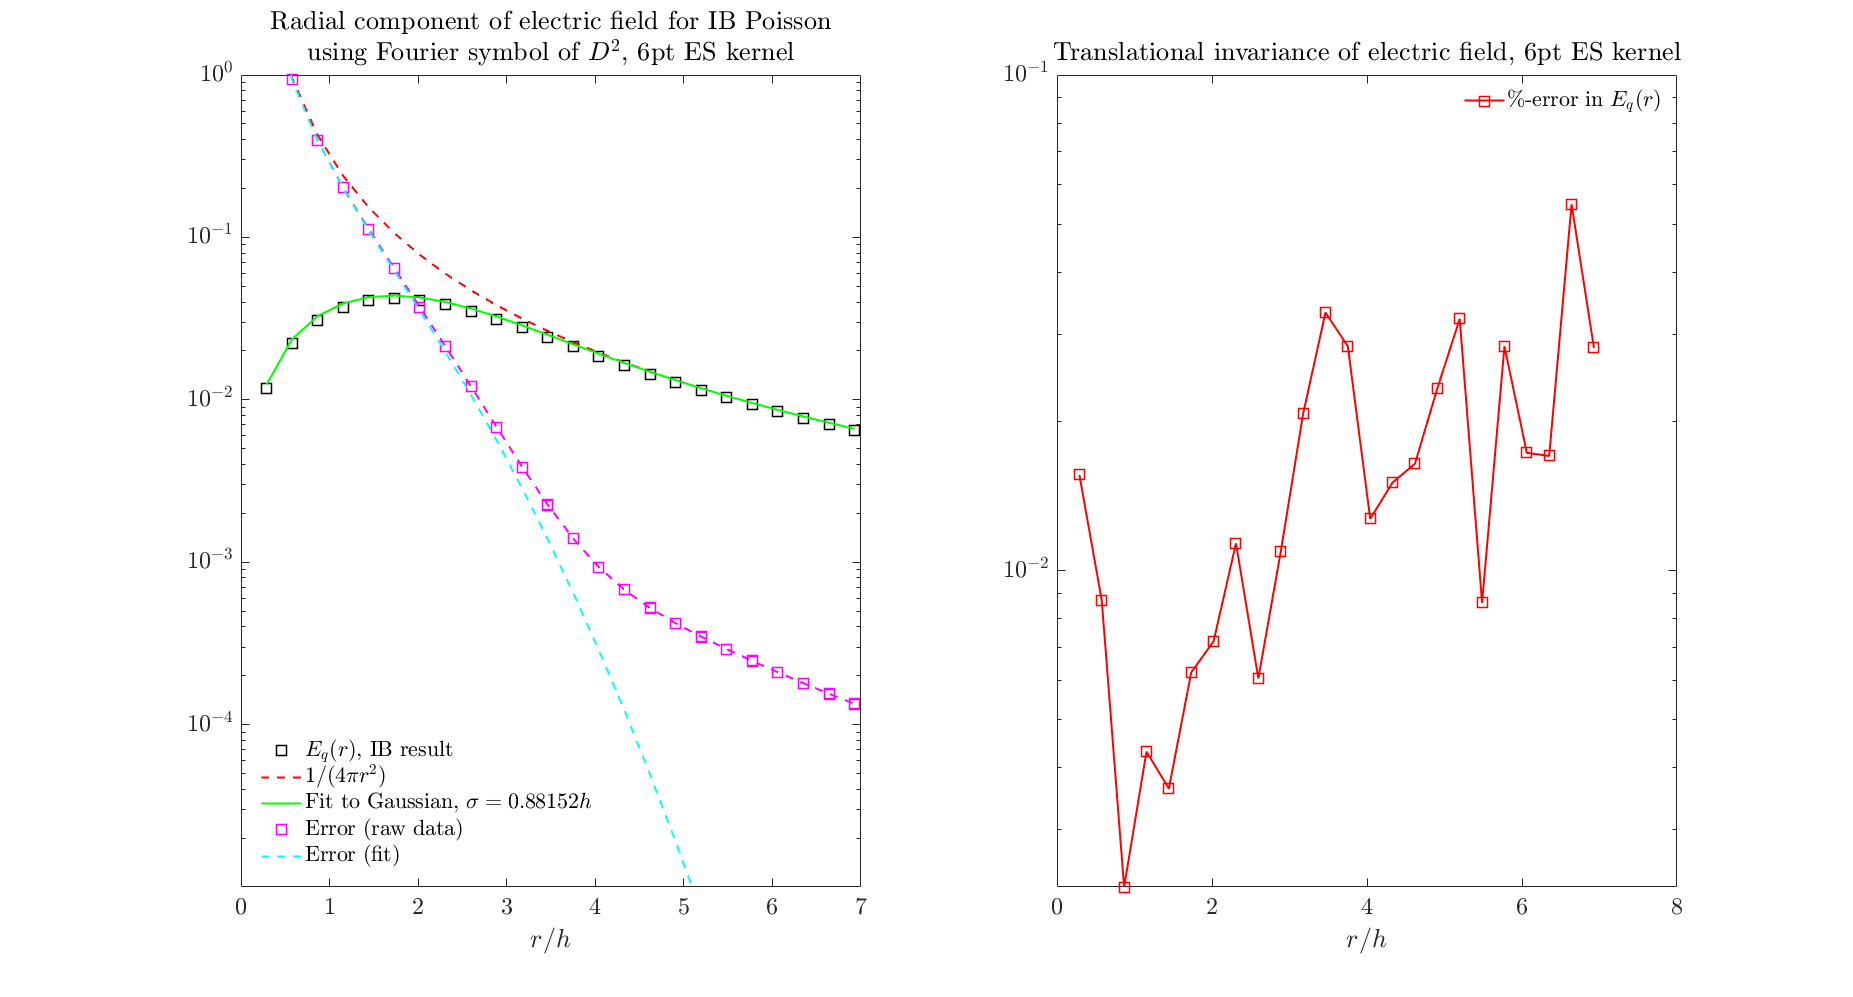 Radial component of electric field for IB Poisson
using Fourier symbol of D², 6pt ES kernel
10⁰
10⁻¹
10⁻²
10⁻³
10⁻⁴
E_q(r), IB result
1/(4πr²)
Fit to Gaussian, σ = 0.88152h
Error (raw data)
Error (fit)
0 1 2 3 4 5 6 7
r/h
Translational invariance of electric field, 6pt ES kernel
10⁻¹
%-error in E_q(r)
10⁻²
0 2 4 6 8
r/h